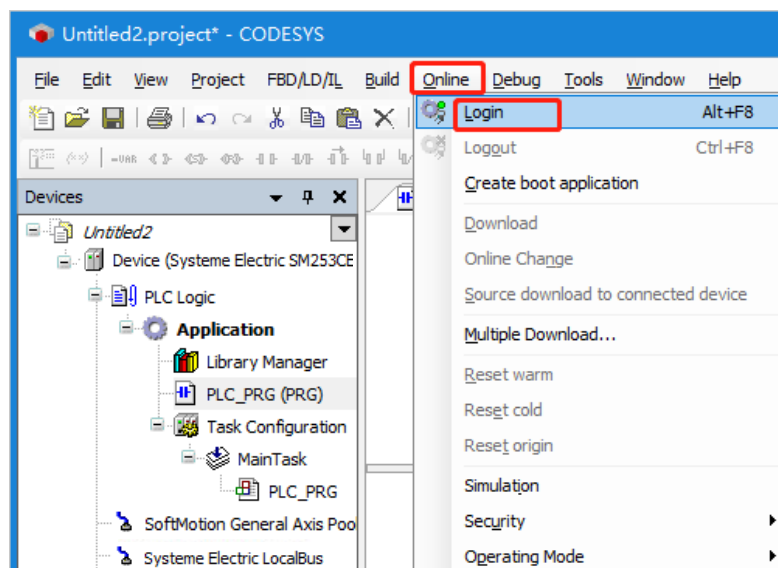 Untitled2.project* - CODESYS
File Edit View Project FBD/LD/IL Build Online Debug Tools Window Help
Login Alt+F8
Logout Ctrl+F8
Create boot application
Download
Online Change
Source download to connected device
Multiple Download...
Reset warm
Reset cold
Reset origin
Simulation
Security
Operating Mode
Devices
Untitled2
Device (Systeme Electric SM253CE
PLC Logic
Application
Library Manager
PLC_PRG (PRG)
Task Configuration
MainTask
PLC_PRG
SoftMotion General Axis Poo
Systeme Electric LocalBus